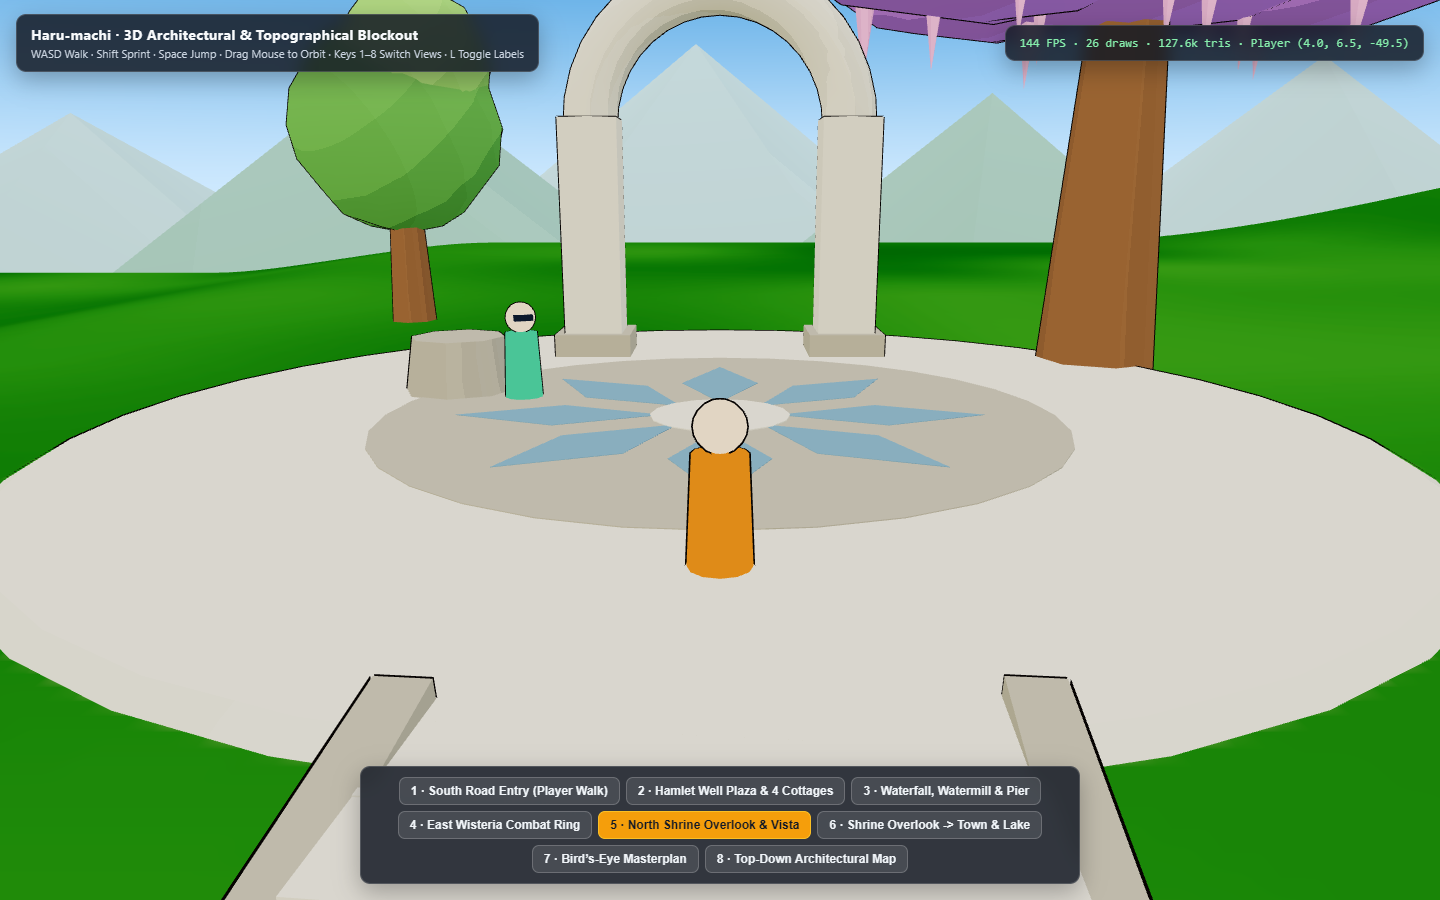 Haru-machi · 3D Architectural & Topographical Blockout
WASD Walk · Shift Sprint · Space Jump · Drag Mouse to Orbit · Keys 1–8 Switch Views · L Toggle Labels
144 FPS · 26 draws · 127.6k tris · Player (4.0, 6.5, -49.5)
1 · South Road Entry (Player Walk)
2 · Hamlet Well Plaza & 4 Cottages
3 · Waterfall, Watermill & Pier
4 · East Wisteria Combat Ring
5 · North Shrine Overlook & Vista
6 · Shrine Overlook -> Town & Lake
7 · Bird's-Eye Masterplan
8 · Top-Down Architectural Map